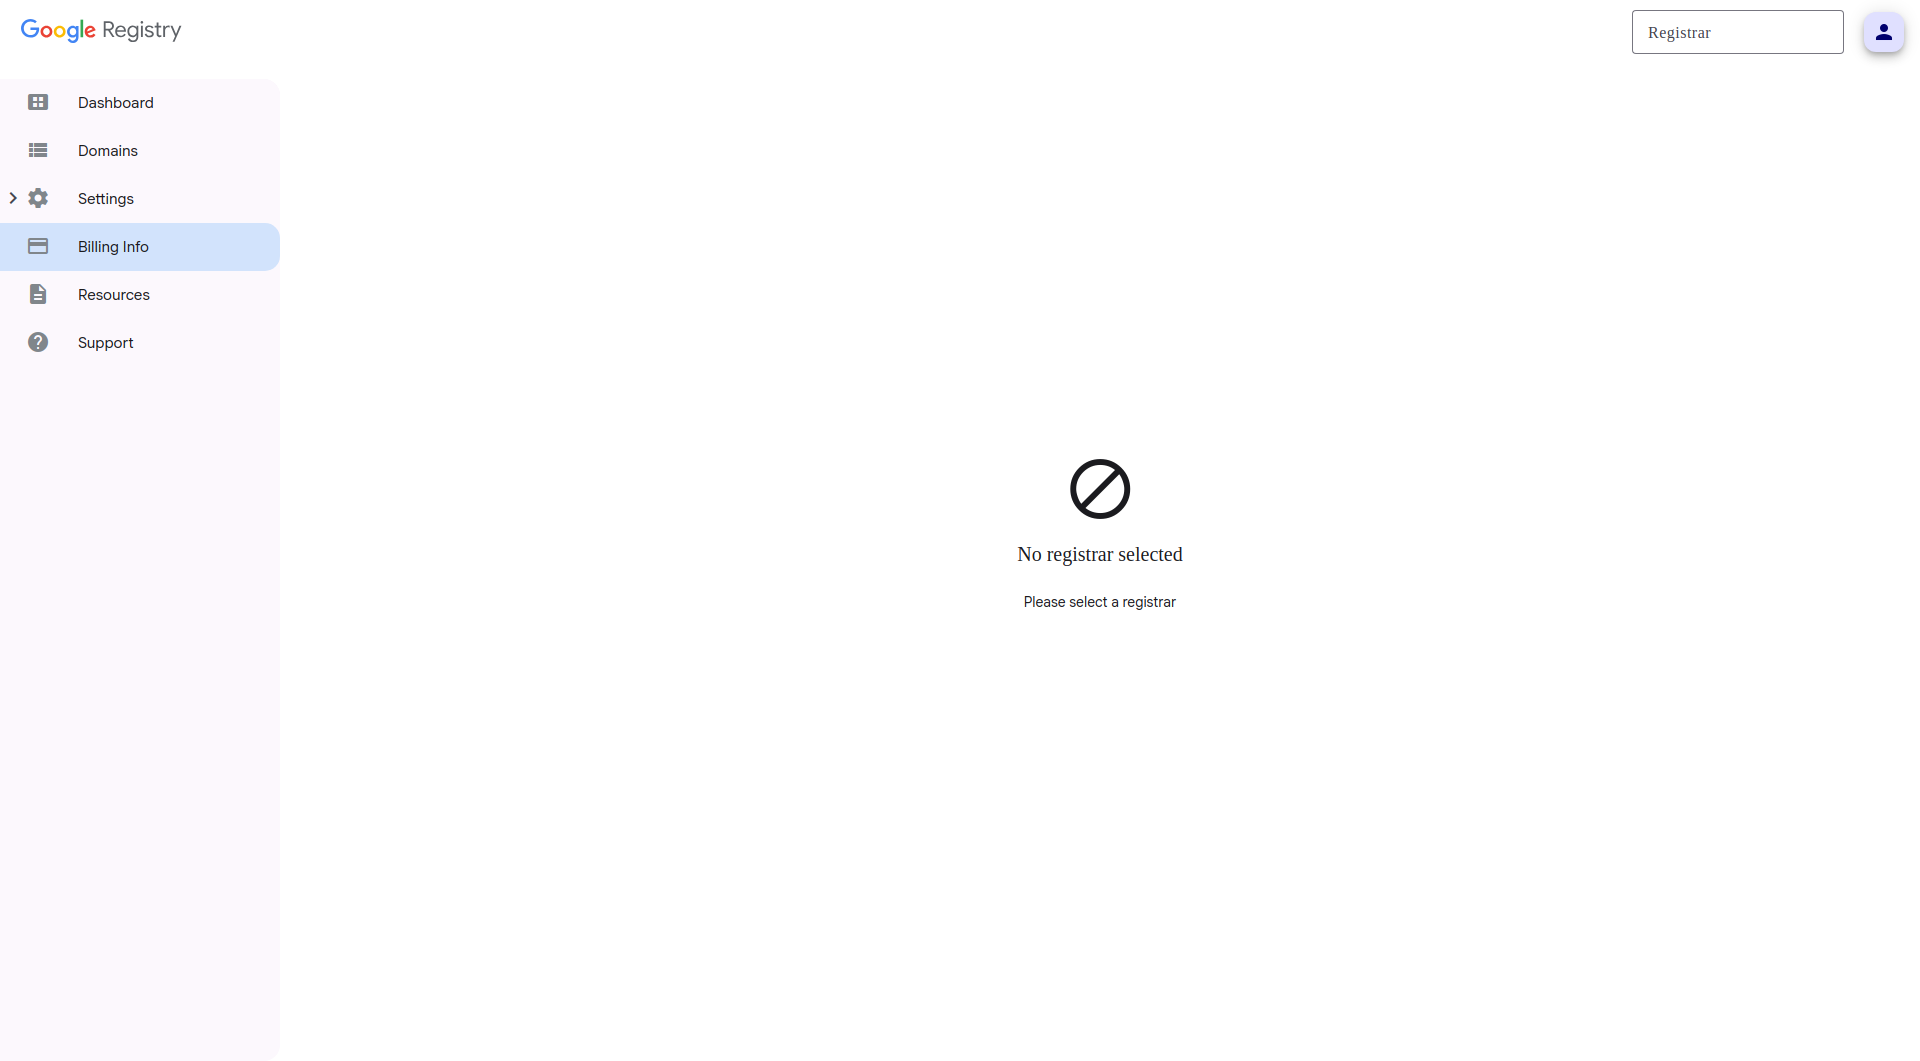 Google Registry
Registrar
Dashboard
Domains
Settings
Billing Info
Resources
Support
No registrar selected
Please select a registrar